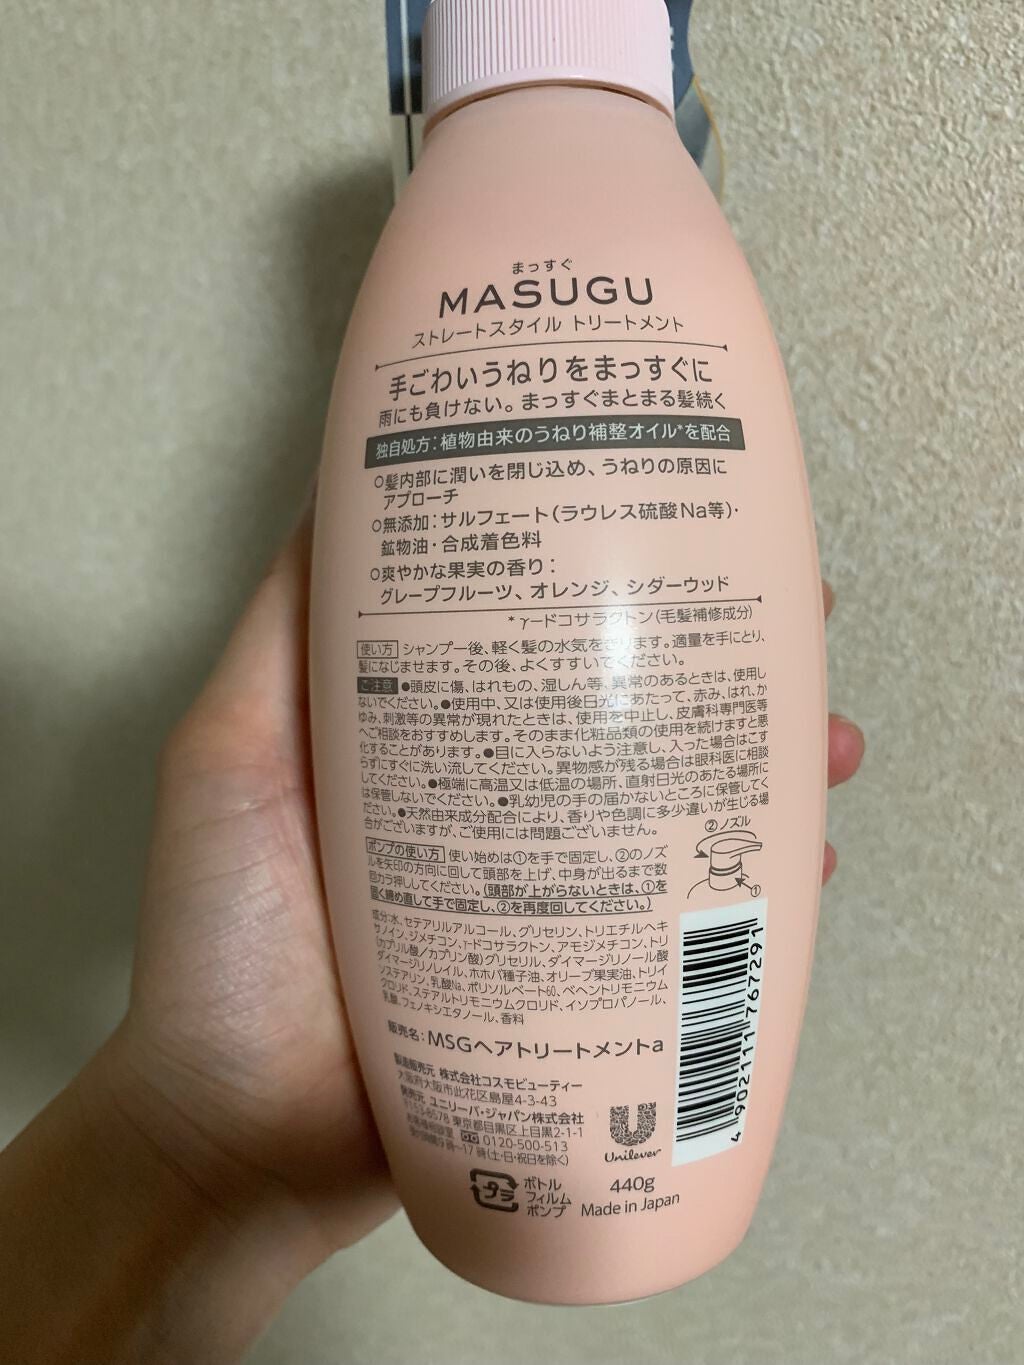 まっすぐ
MASUGU
ストレートスタイル トリートメント
手ごわいうねりをまっすぐに
雨にも負けない。まっすぐまとまる髪続く
独自処方：植物由来のうねり補整オイル*を配合
○髪内部に潤いを閉じ込め、うねりの原因に
アプローチ
○無添加：サルフェート（ラウレス硫酸Na等）・
鉱物油・合成着色料
○爽やかな果実の香り：
グレープフルーツ、オレンジ、シダーウッド
*γードコサラクトン（毛髪補修成分）
使い方 シャンプー後、軽く髪の水気をきります。適量を手にとり、
髪になじませます。その後、よくすすいでください。
ご注意 ●頭皮に傷、はれもの、湿しん等、異常のあるときは、使用し
ないでください。●使用中、又は使用後日光にあたって、赤み、はれ、か
ゆみ、刺激等の異常が現れたときは、使用を中止し、皮膚科専門医等
へご相談をおすすめします。そのまま化粧品類の使用を続けますと悪
化することがあります。●目に入らないよう注意し、入った場合はこす
らずにすぐに洗い流してください。異物感が残る場合は眼科医に相談
してください。●極端に高温又は低温の場所、直射日光のあたる場所に
は保管しないでください。●乳幼児の手の届かないところに保管してく
ださい。●天然由来成分配合により、香りや色調に多少違いが生じる場
合がございますが、ご使用には問題ございません。
②ノズル
①
ポンプの使い方 使い始めは①を手で固定し、②のノズ
ルを矢印の方向に回して頭部を上げ、中身が出るまで数
回カラ押ししてください。（頭部が上がらないときは、①を
固く締め直して手で固定し、②を再度回してください。）
成分：水、セテアリルアルコール、グリセリン、トリエチルヘキ
サノイン、ジメチコン、γードコサラクトン、アモジメチコン、トリ
（カプリル酸／カプリン酸）グリセリル、ダイマージリノール酸
ダイマージリノレイル、ホホバ種子油、オリーブ果実油、トリイ
ソステアリン、乳酸Na、ポリソルベート60、ベヘントリモニウム
クロリド、ステアルトリモニウムクロリド、イソプロパノール、
乳酸、フェノキシエタノール、香料
販売名：MSGヘアトリートメントa
製造販売元 株式会社コスモビューティー
大阪府大阪市此花区島屋4-3-43
発売元 ユニリーバ・ジャパン株式会社
〒153-8578 東京都目黒区上目黒2-1-1
お客様相談室 0120-500-513
受付時間9時〜17時（土・日・祝日を除く）
Unilever
4902111767291
プラ
ボトル
フィルム
ポンプ
440g
Made in Japan